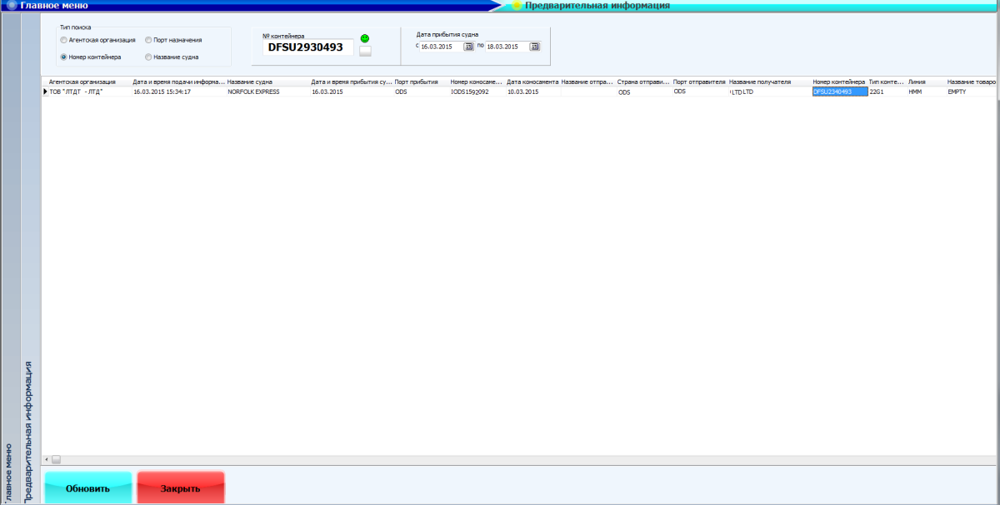 Главное меню
Предварительная информация
Тип поиска
Агентская организация
Порт назначения
Номер контейнера
Название судна
№ контейнера
DFSU2930493
Дата прибытия судна
с 16.03.2015 15 по 18.03.2015 15
Агентская организация Дата и время подачи информа... Название судна Дата и время прибытия су... Порт прибытия Номер коносаме... Дата коносамента Название отпра... Страна отправи... Порт отправителя Название получателя Номер контейнера Тип конте... Линия Название товаро
ТОВ "ЛТДТ - ЛТД" 16.03.2015 15:34:17 NORFOLK EXPRESS 16.03.2015 ODS IODS1592092 10.03.2015 ODS ODS LTD LTD DFSU2340493 22G1 HMM EMPTY
Главное меню
Предварительная информация
Обновить
Закрыть